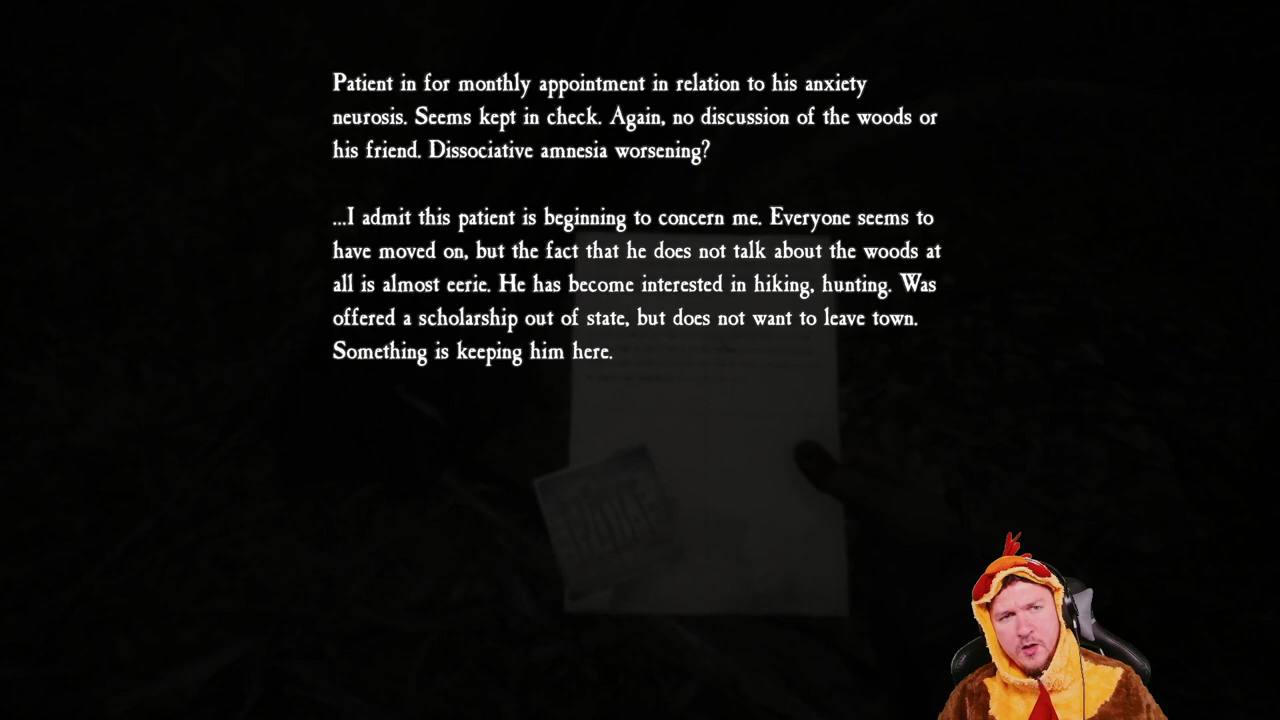 Patient in for monthly appointment in relation to his anxiety
neurosis. Seems kept in check. Again, no discussion of the woods or
his friend. Dissociative amnesia worsening?
...I admit this patient is beginning to concern me. Everyone seems to
have moved on, but the fact that he does not talk about the woods at
all is almost eerie. He has become interested in hiking, hunting. Was
offered a scholarship out of state, but does not want to leave town.
Something is keeping him here.